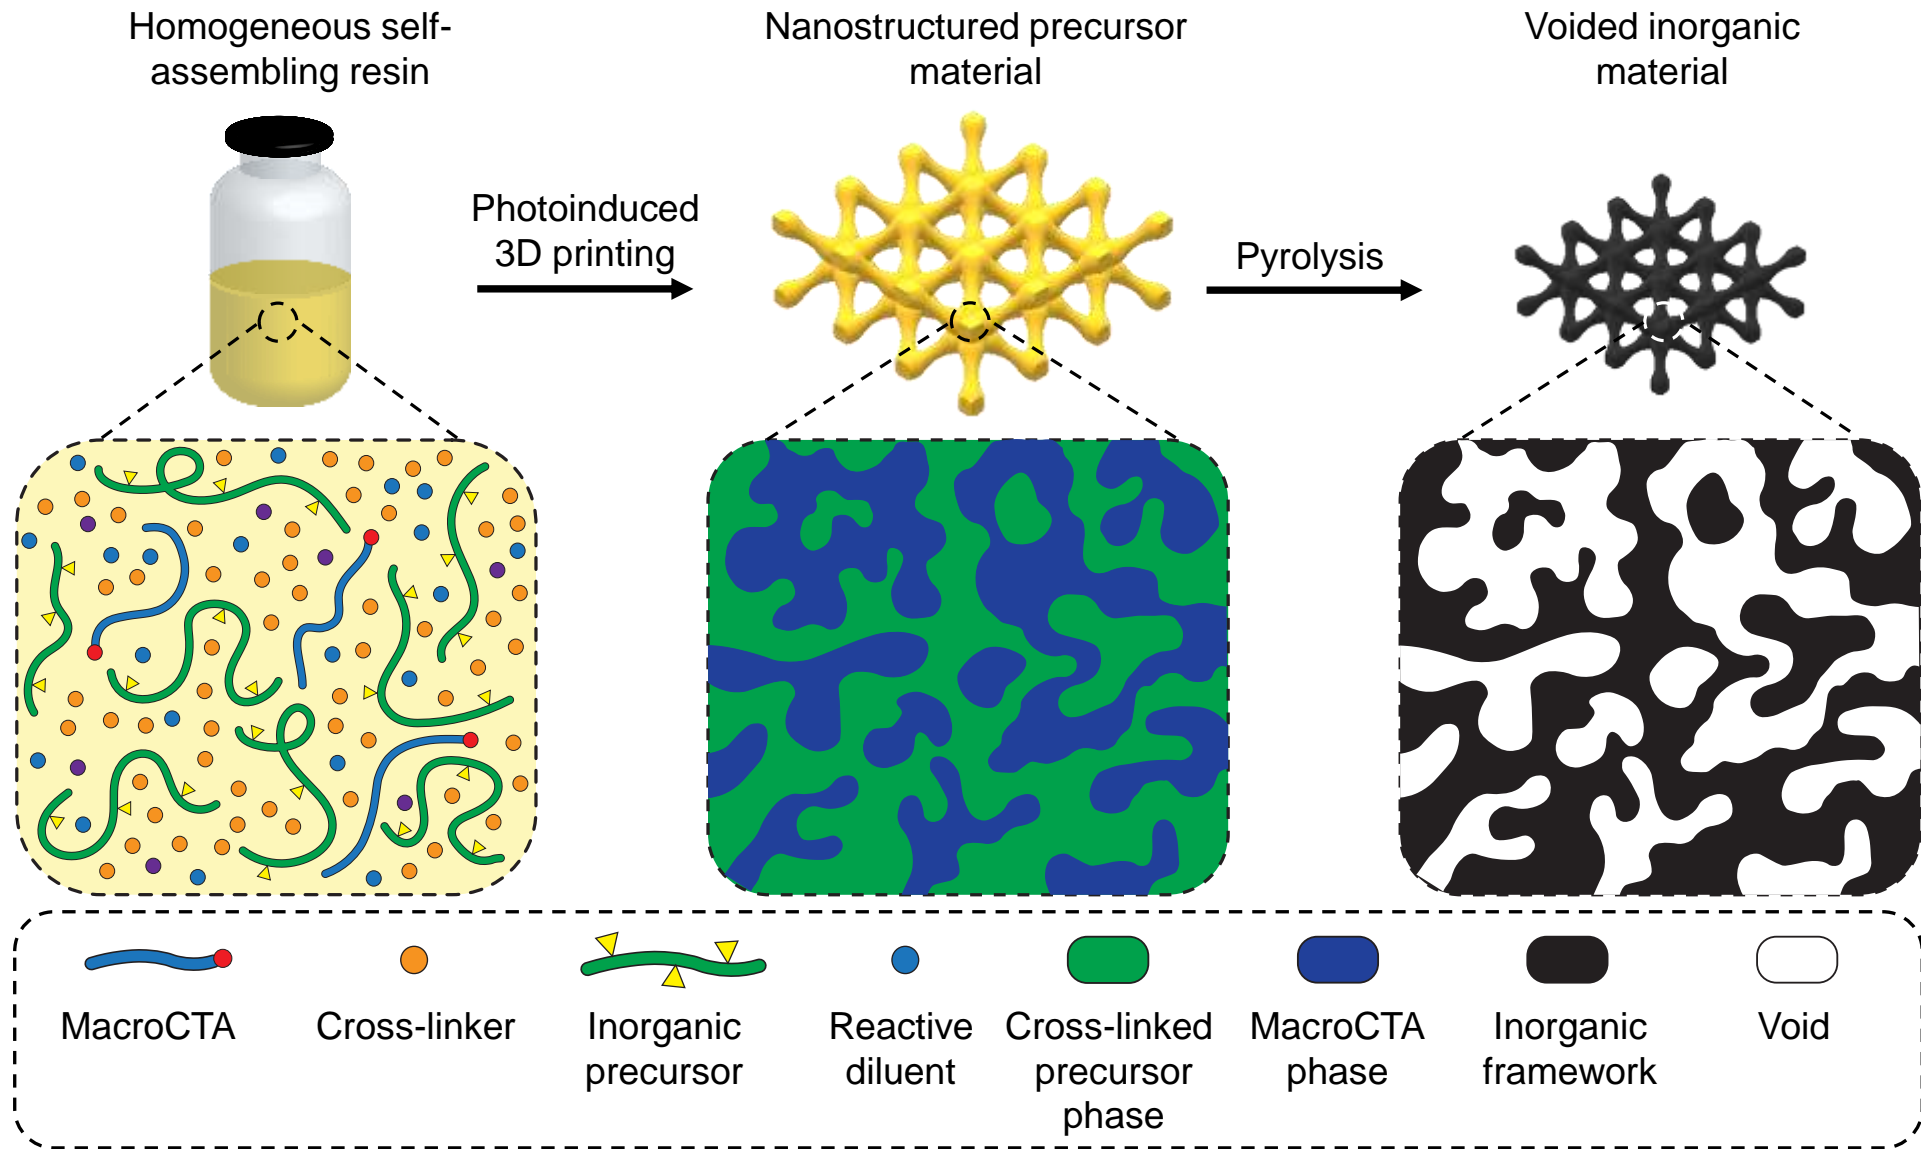 Homogeneous self-
assembling resin
Nanostructured precursor
material
Voided inorganic
material
Photoinduced
3D printing
Pyrolysis
MacroCTA
Cross-linker
Inorganic
precursor
Reactive
diluent
Cross-linked
precursor
phase
MacroCTA
phase
Inorganic
framework
Void